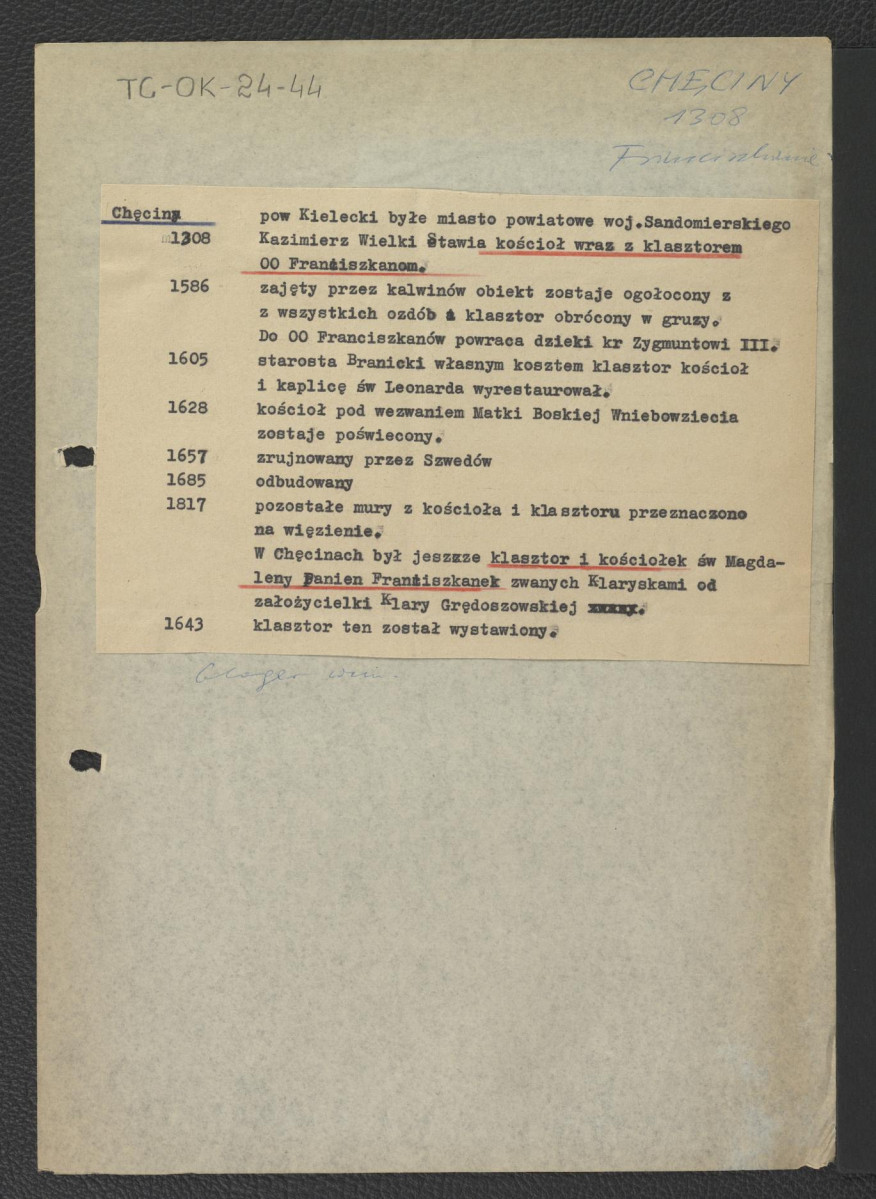 TG-OK-24-44
CHĘCINY
1308
Franciszkanie
Chęciny pow Kielecki byłe miasto powiatowe woj.Sandomierskiego
1308 Kazimierz Wielki Stawia kościoł wraz z klasztorem
OO Franciszkanom.
1586 zajęty przez kalwinów obiekt zostaje ogołocony z
z wszystkich ozdób a klasztor obrócony w gruzy.
Do OO Franciszkanów powraca dzieki kr Zygmuntowi III.
1605 starosta Branicki własnym kosztem klasztor kościoł
i kaplicę św Leonarda wyrestaurował.
1628 kościoł pod wezwaniem Matki Boskiej Wniebowziecia
zostaje poświecony.
1657 zrujnowany przez Szwedów
1685 odbudowany
1817 pozostałe mury z kościoła i klasztoru przeznaczono
na więzienie.
W Chęcinach był jeszxze klasztor i kościołek św Magda-
leny Panien Franciszkanek zwanych Klaryskami od
założycielki Klary Grędoszowskiej xxxxx.
1643 klasztor ten został wystawiony.